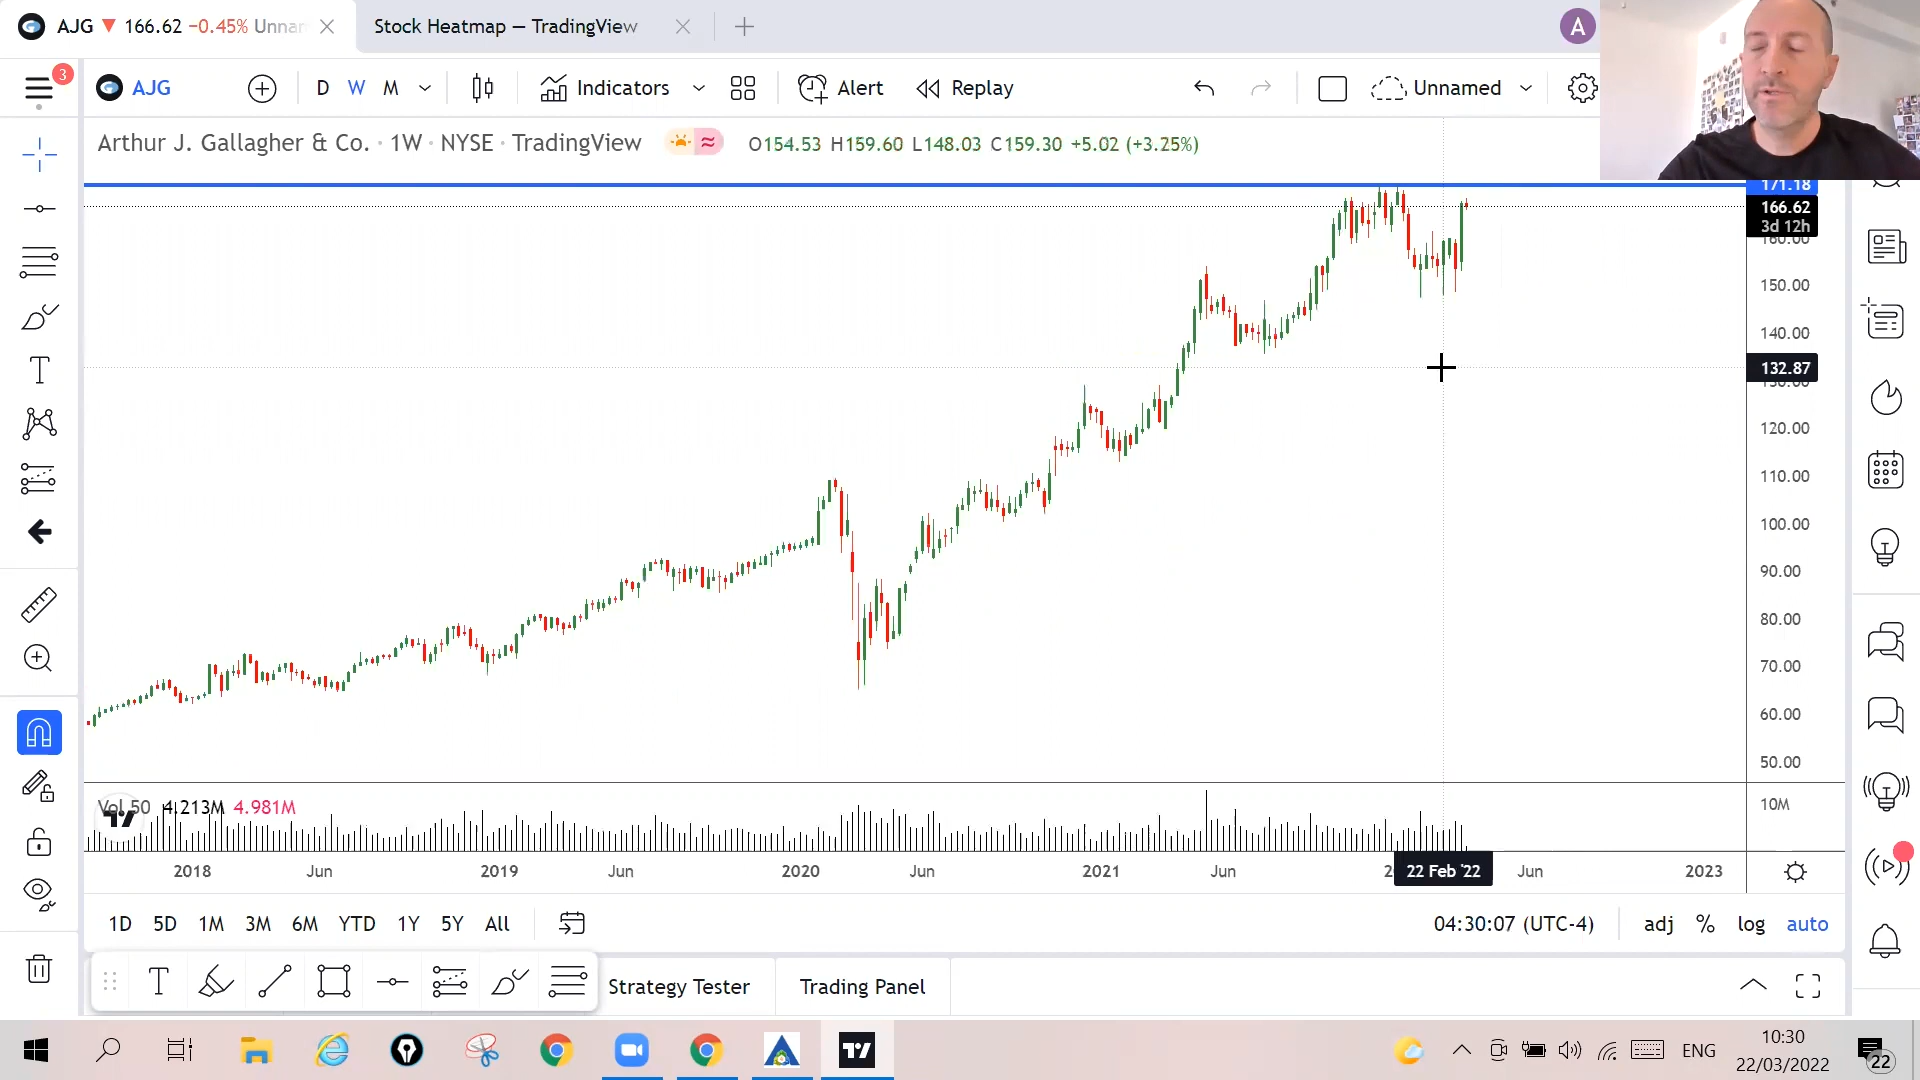 AJG 166.62 −0.45% Unnar
Stock Heatmap — TradingView
A
3
AJG D W M Indicators Alert Replay Unnamed
Arthur J. Gallagher & Co. · 1W · NYSE · TradingView O154.53 H159.60 L148.03 C159.30 +5.02 (+3.25%)
171.18
166.62
3d 12h
160.00
150.00
140.00
132.87
130.00
120.00
110.00
100.00
90.00
80.00
70.00
60.00
50.00
Vol 50 4.213M 4.981M
10M
2018 Jun 2019 Jun 2020 Jun 2021 Jun 22 Feb '22 Jun 2023
1D 5D 1M 3M 6M YTD 1Y 5Y All 04:30:07 (UTC-4) adj % log auto
Strategy Tester Trading Panel
ENG
10:30
22/03/2022
22